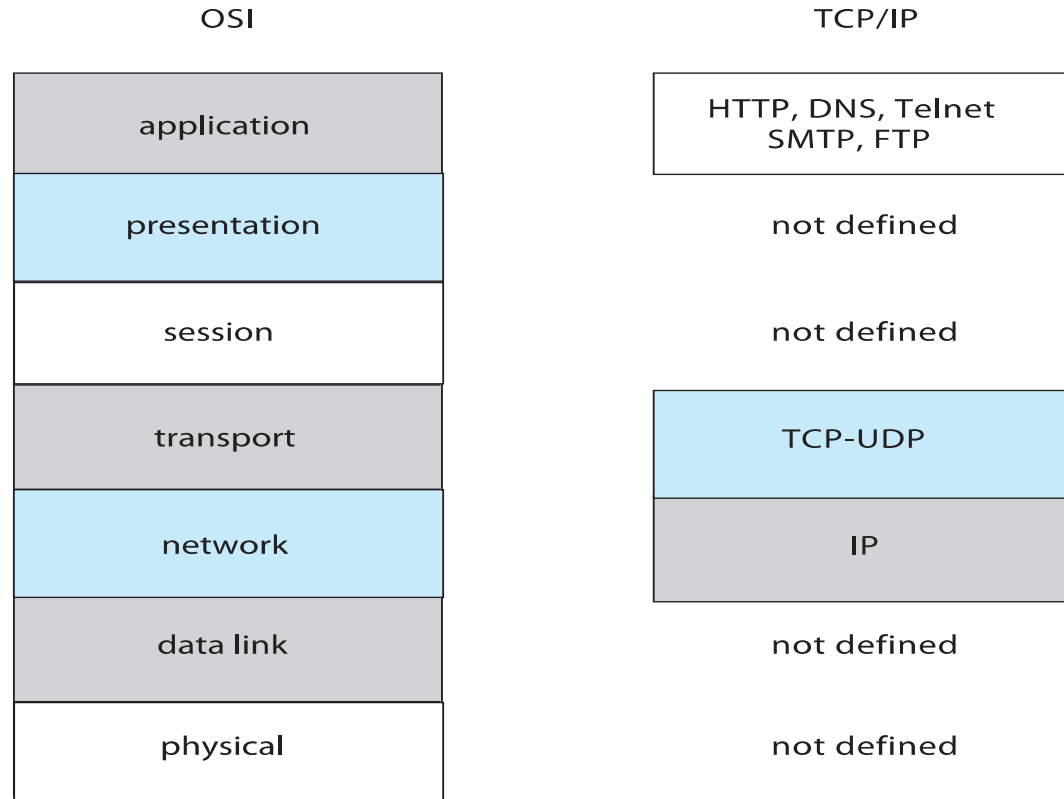 OSI
TCP/IP
application
HTTP, DNS, Telnet
SMTP, FTP
presentation
not defined
session
not defined
transport
TCP-UDP
network
IP
data link
not defined
physical
not defined